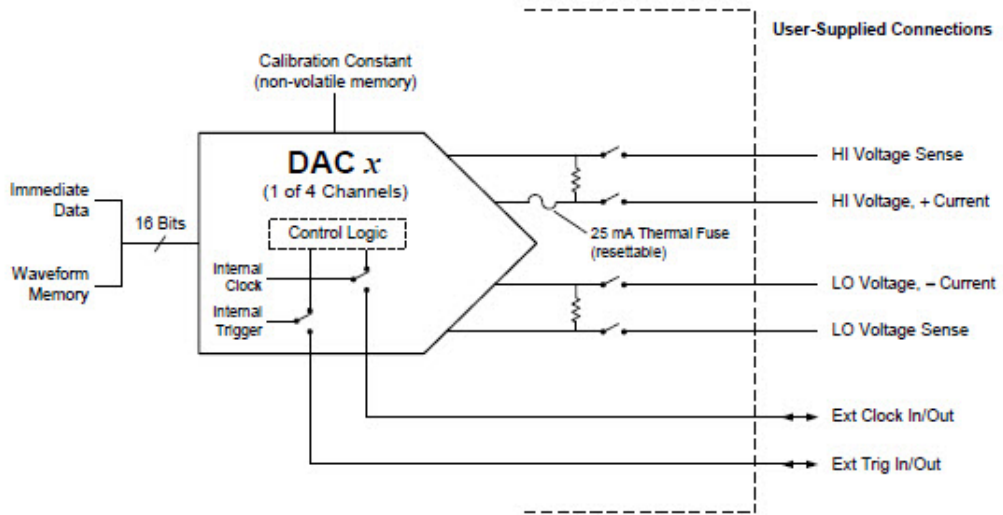 User-Supplied Connections
Calibration Constant
(non-volatile memory)
DAC x
(1 of 4 Channels)
HI Voltage Sense
Immediate
Data
16 Bits
HI Voltage, + Current
Control Logic
25 mA Thermal Fuse
(resettable)
Waveform
Memory
Internal
Clock
LO Voltage, – Current
Internal
Trigger
LO Voltage Sense
Ext Clock In/Out
Ext Trig In/Out